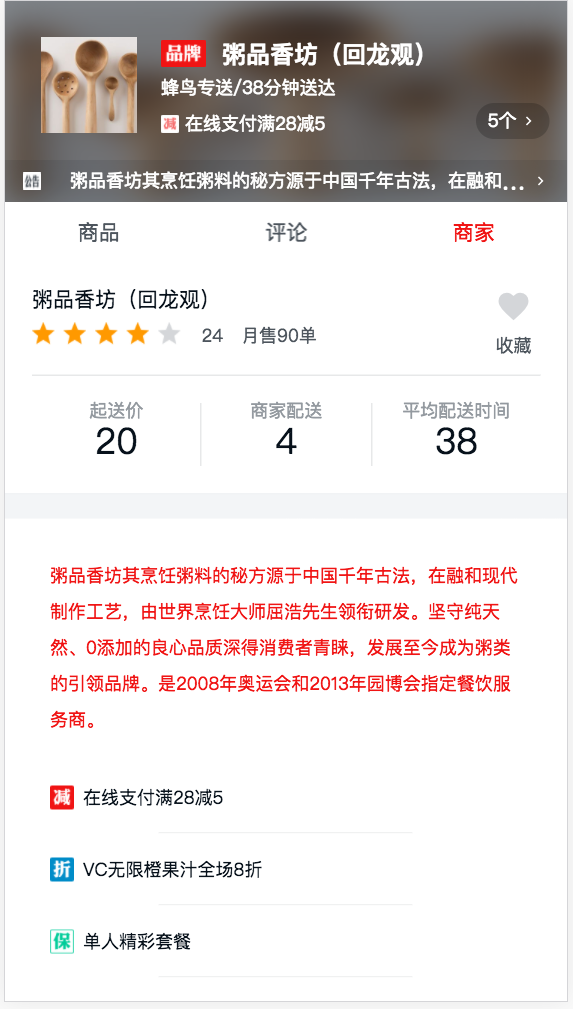 品牌 粥品香坊（回龙观）
蜂鸟专送/38分钟送达
减 在线支付满28减5
5个 >
公告 粥品香坊其烹饪粥料的秘方源于中国千年古法，在融和... >
商品 评论 商家
粥品香坊（回龙观）
24 月售90单
收藏
起送价 商家配送 平均配送时间
20 4 38
粥品香坊其烹饪粥料的秘方源于中国千年古法，在融和现代
制作工艺，由世界烹饪大师屈浩先生领衔研发。坚守纯天
然、0添加的良心品质深得消费者青睐，发展至今成为粥类
的引领品牌。是2008年奥运会和2013年园博会指定餐饮服
务商。
减 在线支付满28减5
折 VC无限橙果汁全场8折
保 单人精彩套餐